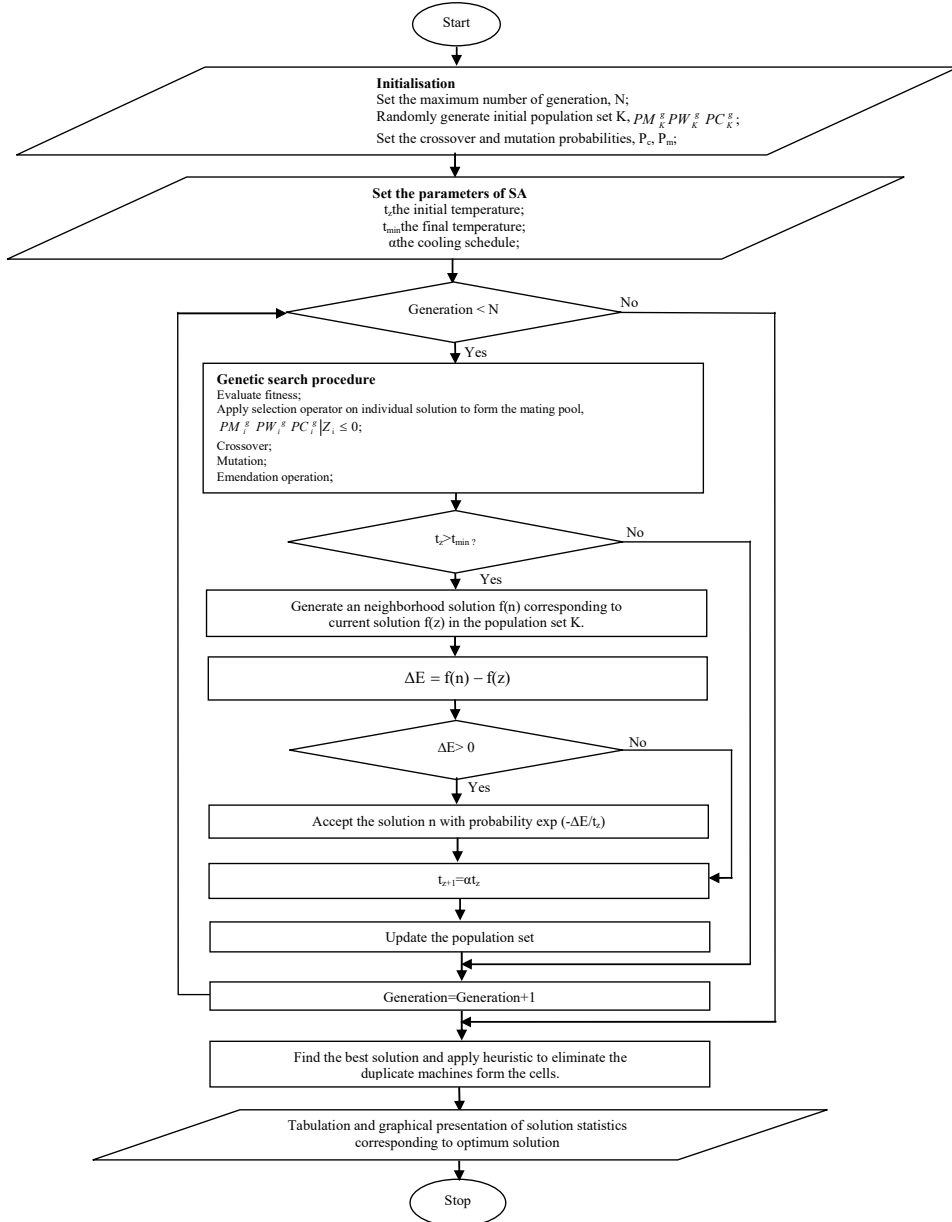 Start
Initialisation
Set the maximum number of generation, N;
Randomly generate initial population set K, PM_K^g PW_K^g PC_K^g;
Set the crossover and mutation probabilities, P_c, P_m;
Set the parameters of SA
t_zthe initial temperature;
t_minthe final temperature;
αthe cooling schedule;
Generation < N
No
Yes
Genetic search procedure
Evaluate fitness;
Apply selection operator on individual solution to form the mating pool,
PM_i^g PW_i^g PC_i^g|Z_i ≤ 0;
Crossover;
Mutation;
Emendation operation;
t_z>t_min ?
No
Yes
Generate an neighborhood solution f(n) corresponding to
current solution f(z) in the population set K.
ΔE = f(n) − f(z)
ΔE> 0
No
Yes
Accept the solution n with probability exp (-ΔE/t_z)
t_z+1=αt_z
Update the population set
Generation=Generation+1
Find the best solution and apply heuristic to eliminate the
duplicate machines form the cells.
Tabulation and graphical presentation of solution statistics
corresponding to optimum solution
Stop